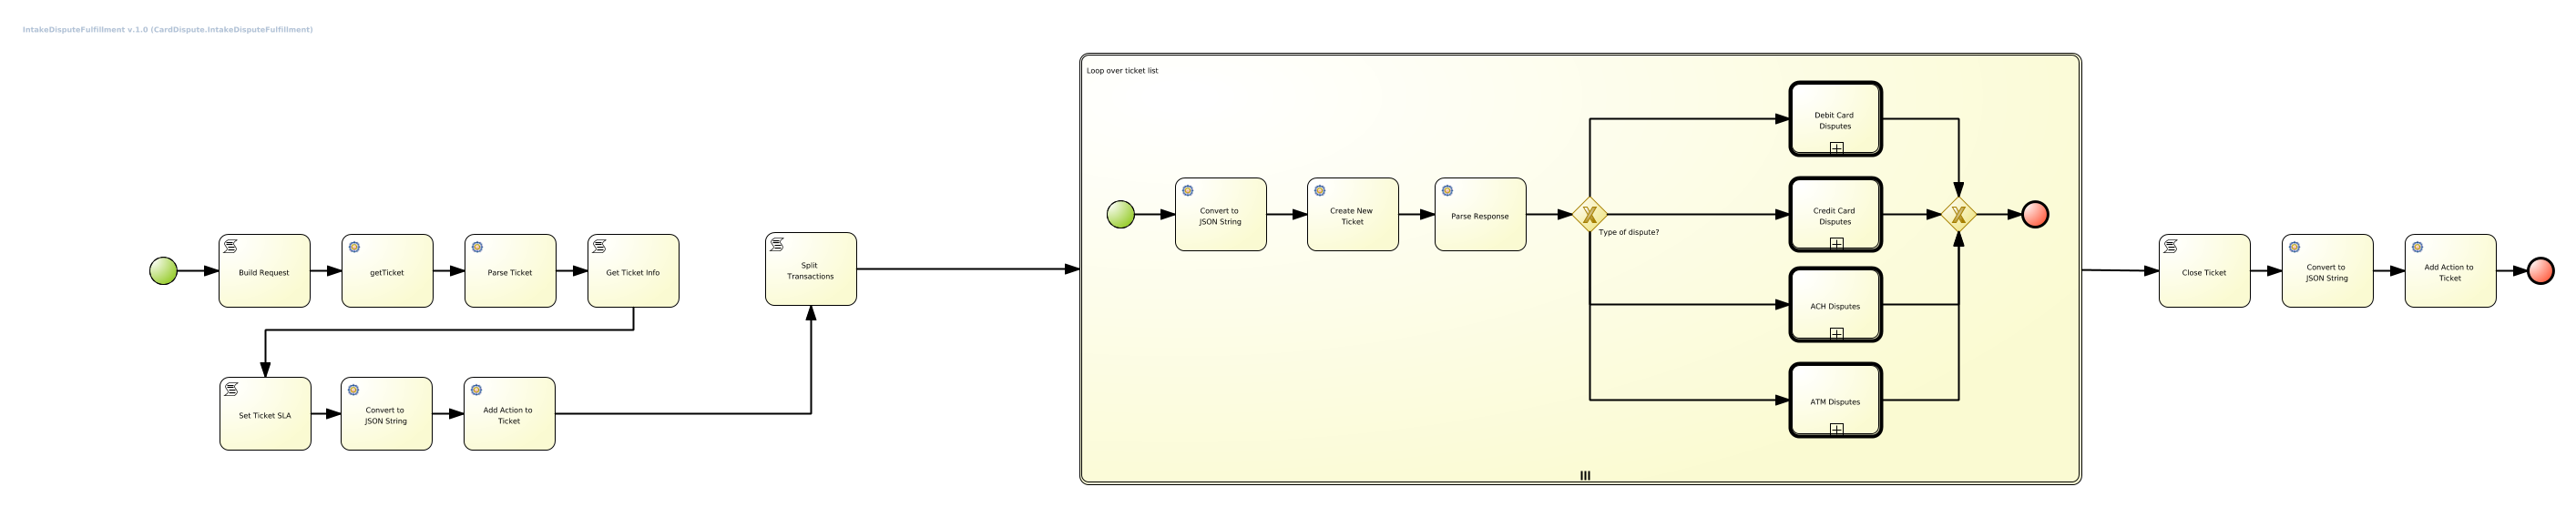 IntakeDisputeFulfillment v.1.0 (CardDispute.IntakeDisputeFulfillment)
Build Request
getTicket
Parse Ticket
Get Ticket Info
Set Ticket SLA
Convert to
JSON String
Add Action to
Ticket
Split
Transactions
Loop over ticket list
Convert to
JSON String
Create New
Ticket
Parse Response
Type of dispute?
Debit Card
Disputes
Credit Card
Disputes
ACH Disputes
ATM Disputes
Close Ticket
Convert to
JSON String
Add Action to
Ticket